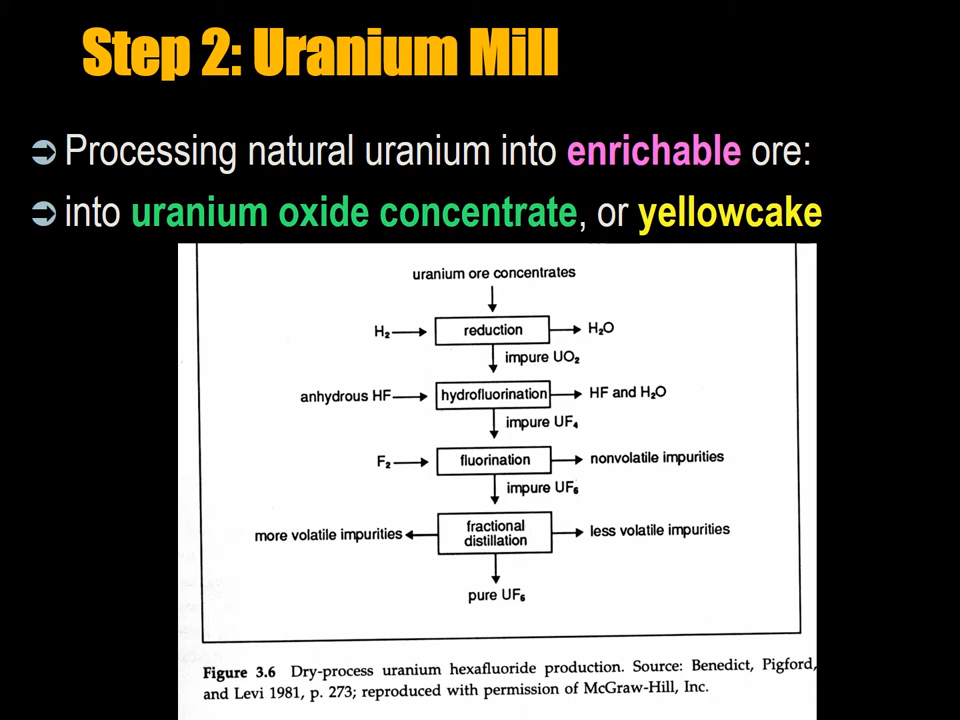 Step 2: Uranium Mill
➲ Processing natural uranium into enrichable ore:
➲ into uranium oxide concentrate, or yellowcake
uranium ore concentrates
H₂ reduction H₂O
impure UO₂
anhydrous HF hydrofluorination HF and H₂O
impure UF₄
F₂ fluorination nonvolatile impurities
impure UF₆
more volatile impurities fractional distillation less volatile impurities
pure UF₆
Figure 3.6 Dry-process uranium hexafluoride production. Source: Benedict, Pigford,
and Levi 1981, p. 273; reproduced with permission of McGraw-Hill, Inc.